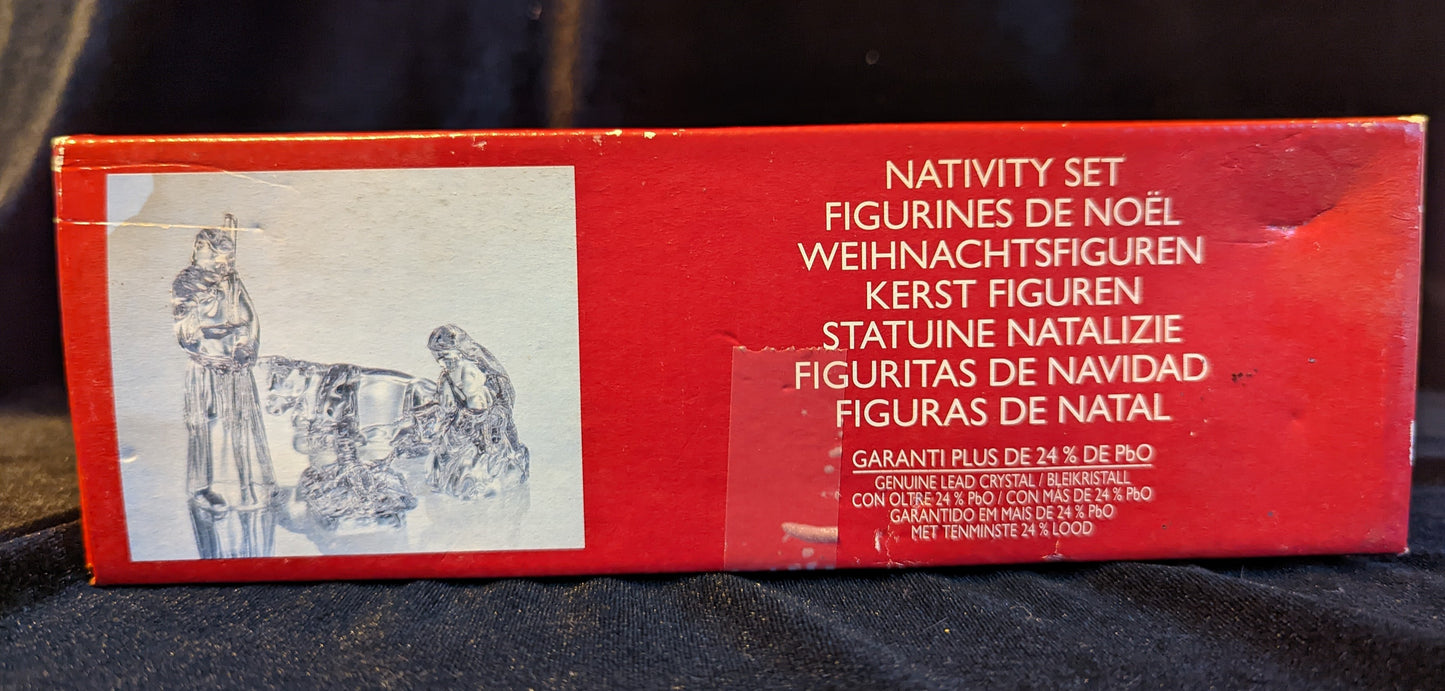 NATIVITY SET
FIGURINES DE NOËL
WEIHNACHTSFIGUREN
KERST FIGUREN
STATUINE NATALIZIE
FIGURITAS DE NAVIDAD
FIGURAS DE NATAL
GARANTI PLUS DE 24 % DE PbO
GENUINE LEAD CRYSTAL / BLEIKRISTALL
CON OLTRE 24 % PbO / CON MÁS DE 24 % PbO
GARANTIDO EM MAIS DE 24 % PbO
MET TENMINSTE 24 % LOOD